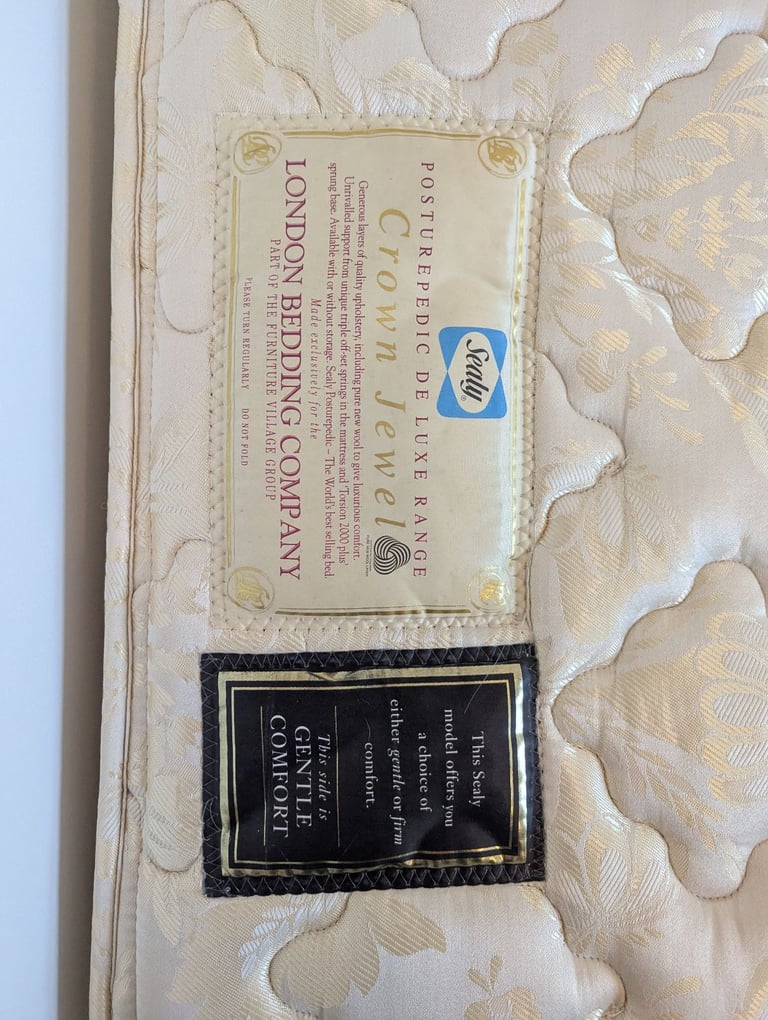 Sealy®
POSTUREPEDIC DE LUXE RANGE
Crown Jewel
PURE NEW WOOL
Generous layers of quality upholstery, including pure new wool to give luxurious comfort.
Unrivalled support from unique triple off-set springs in the mattress and 'Torsion 2000 plus'
sprung base. Available with or without storage. Sealy Posturepedic – The World's best selling bed.
Made exclusively for the
LONDON BEDDING COMPANY
PART OF THE FURNITURE VILLAGE GROUP
PLEASE TURN REGULARLY DO NOT FOLD
This Sealy
model offers you
a choice of
either gentle or firm
comfort.
This side is
GENTLE
COMFORT